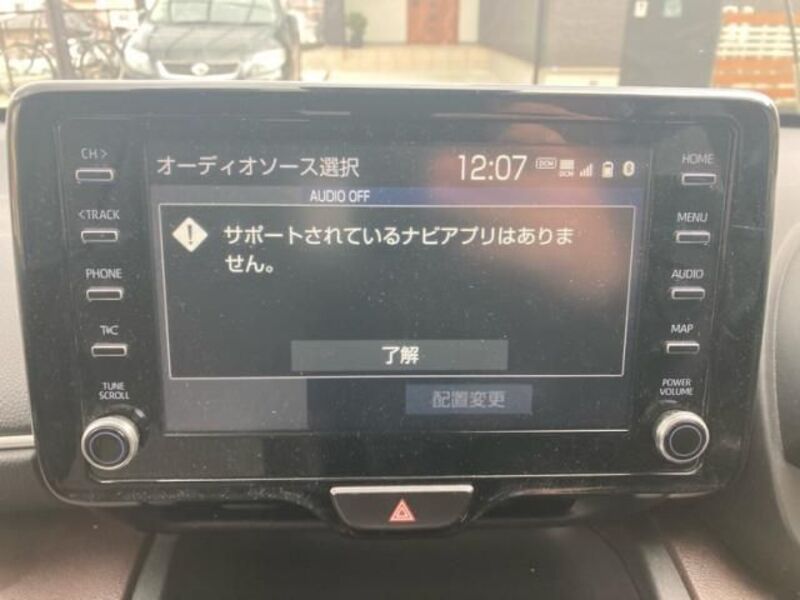 CH >
オーディオソース選択 12:07 DCM DCM
HOME
AUDIO OFF
< TRACK
サポートされているナビアプリはありま
せん。
MENU
PHONE
AUDIO
T\C
了解
MAP
TUNE
SCROLL
配置変更
POWER
VOLUME